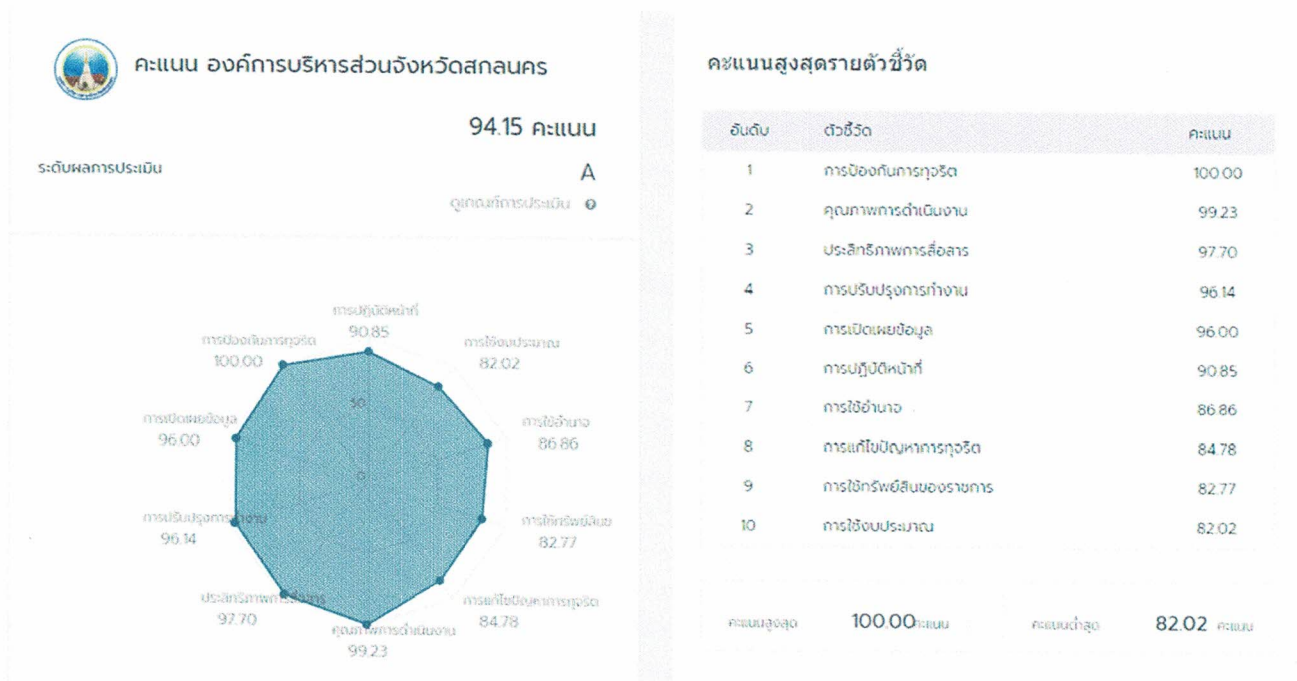 คะแนน องค์การบริหารส่วนจังหวัดสกลนคร
94.15 คะแนน
ระดับผลการประเมิน
A
ดูเกณฑ์การประเมิน
การปฏิบัติหน้าที่
90.85
การป้องกันการทุจริต
100.00
การใช้งบประมาณ
82.02
50
การเปิดเผยข้อมูล
96.00
การใช้อำนาจ
86.86
0
การปรับปรุงการทำงาน
96.14
การใช้ทรัพย์สินข
82.77
ประสิทธิภาพการสื่อสาร
97.70
การแก้ไขปัญหาการทุจริต
84.78
คุณภาพการดำเนินงาน
99.23
คะแนนสูงสุดรายตัวชี้วัด
อันดับ ตัวชี้วัด คะแนน
1 การป้องกันการทุจริต 100.00
2 คุณภาพการดำเนินงาน 99.23
3 ประสิทธิภาพการสื่อสาร 97.70
4 การปรับปรุงการทำงาน 96.14
5 การเปิดเผยข้อมูล 96.00
6 การปฏิบัติหน้าที่ 90.85
7 การใช้อำนาจ 86.86
8 การแก้ไขปัญหาการทุจริต 84.78
9 การใช้ทรัพย์สินของราชการ 82.77
10 การใช้งบประมาณ 82.02
คะแนนสูงสุด 100.00 คะแนน คะแนนต่ำสุด 82.02 คะแนน